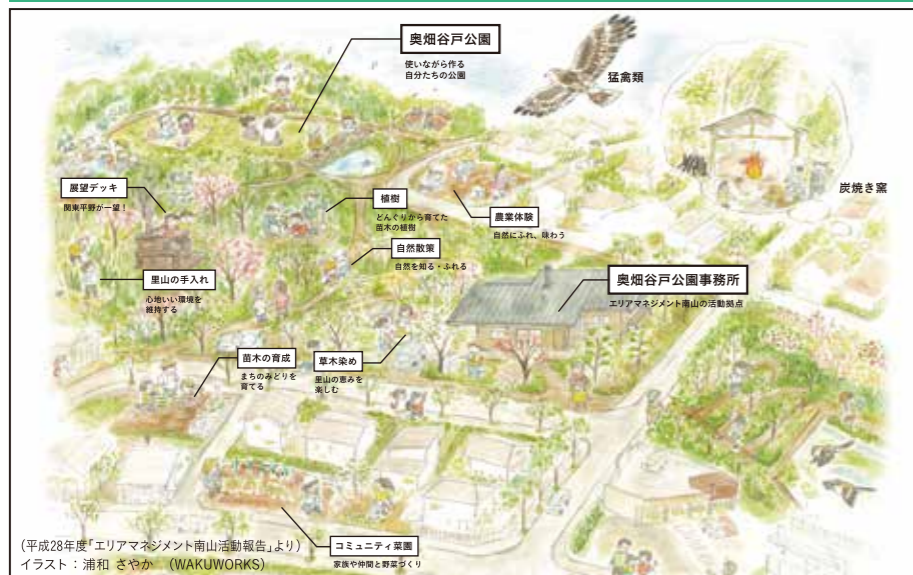 奥畑谷戸公園
使いながら作る
自分たちの公園
猛禽類
炭焼き窯
展望デッキ
関東平野が一望！
植樹
どんぐりから育てた
苗木の植樹
農業体験
自然にふれ、味わう
自然散策
自然を知る・ふれる
里山の手入れ
心地いい環境を
維持する
奥畑谷戸公園事務所
エリアマネジメント南山の活動拠点
苗木の育成
まちのみどりを
育てる
草木染め
里山の恵みを
楽しむ
コミュニティ菜園
家族や仲間と野菜づくり
(平成28年度「エリアマネジメント南山活動報告」より)
イラスト：浦和 さやか （WAKUWORKS）